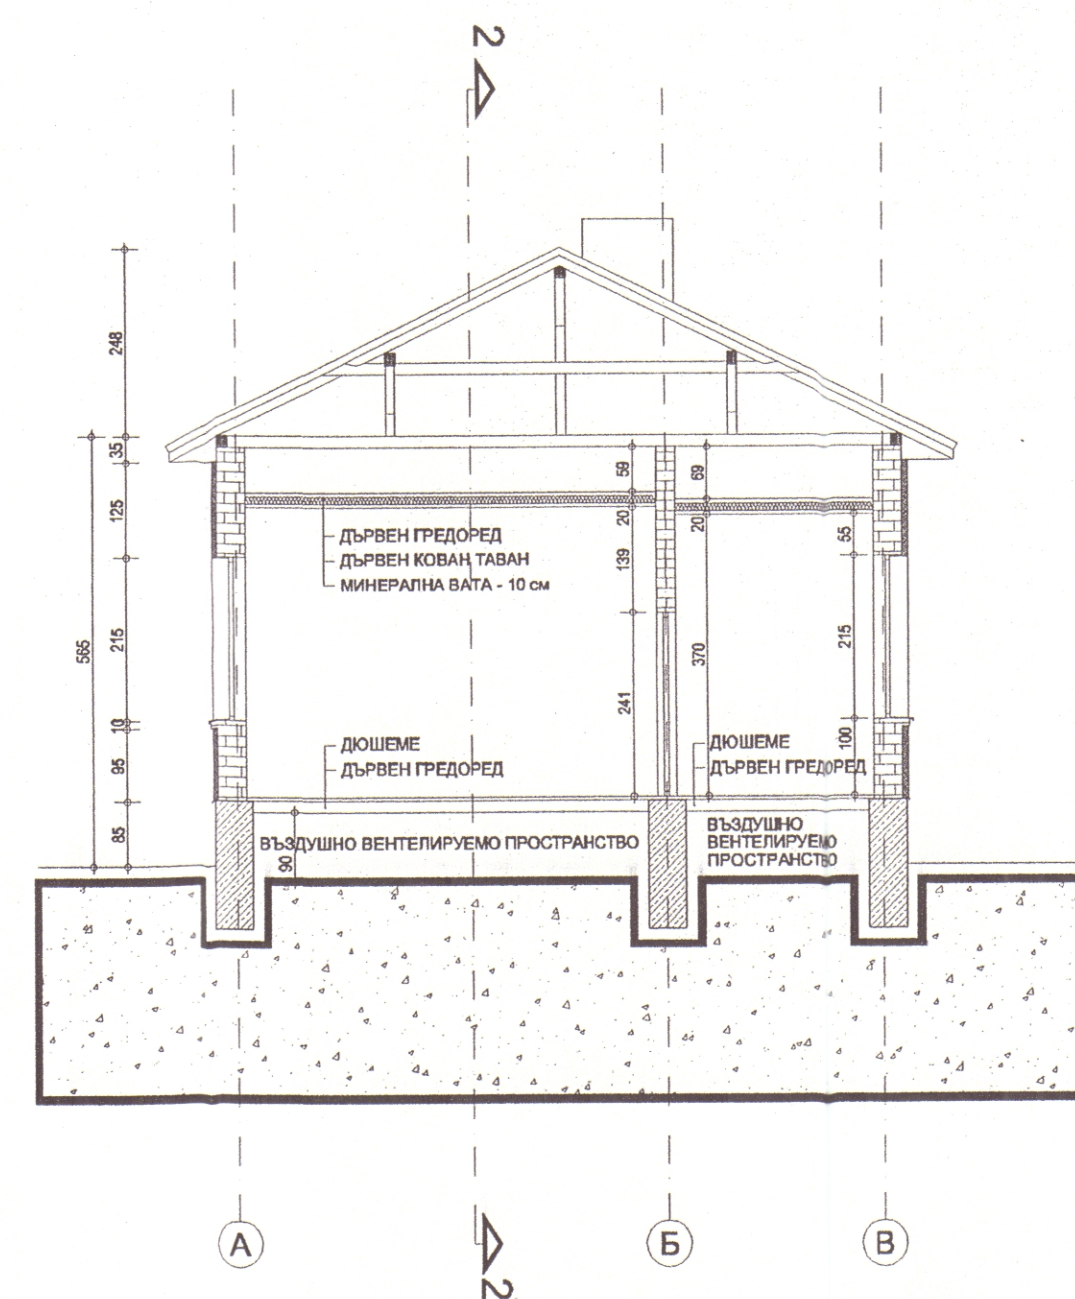 2
248
35
125
215
10
95
85
565
59
20
139
241
69
20
370
55
215
100
ДЪРВЕН ГРЕДОРЕД
ДЪРВЕН КОВАН ТАВАН
МИНЕРАЛНА ВАТА - 10 см
ДЮШЕМЕ
ДЪРВЕН ГРЕДОРЕД
ДЮШЕМЕ
ДЪРВЕН ГРЕДОРЕД
ВЪЗДУШНО ВЕНТЕЛИРУЕМО ПРОСТРАНСТВО
90
ВЪЗДУШНО
ВЕНТЕЛИРУЕМО
ПРОСТРАНСТВО
А
Б
В
2